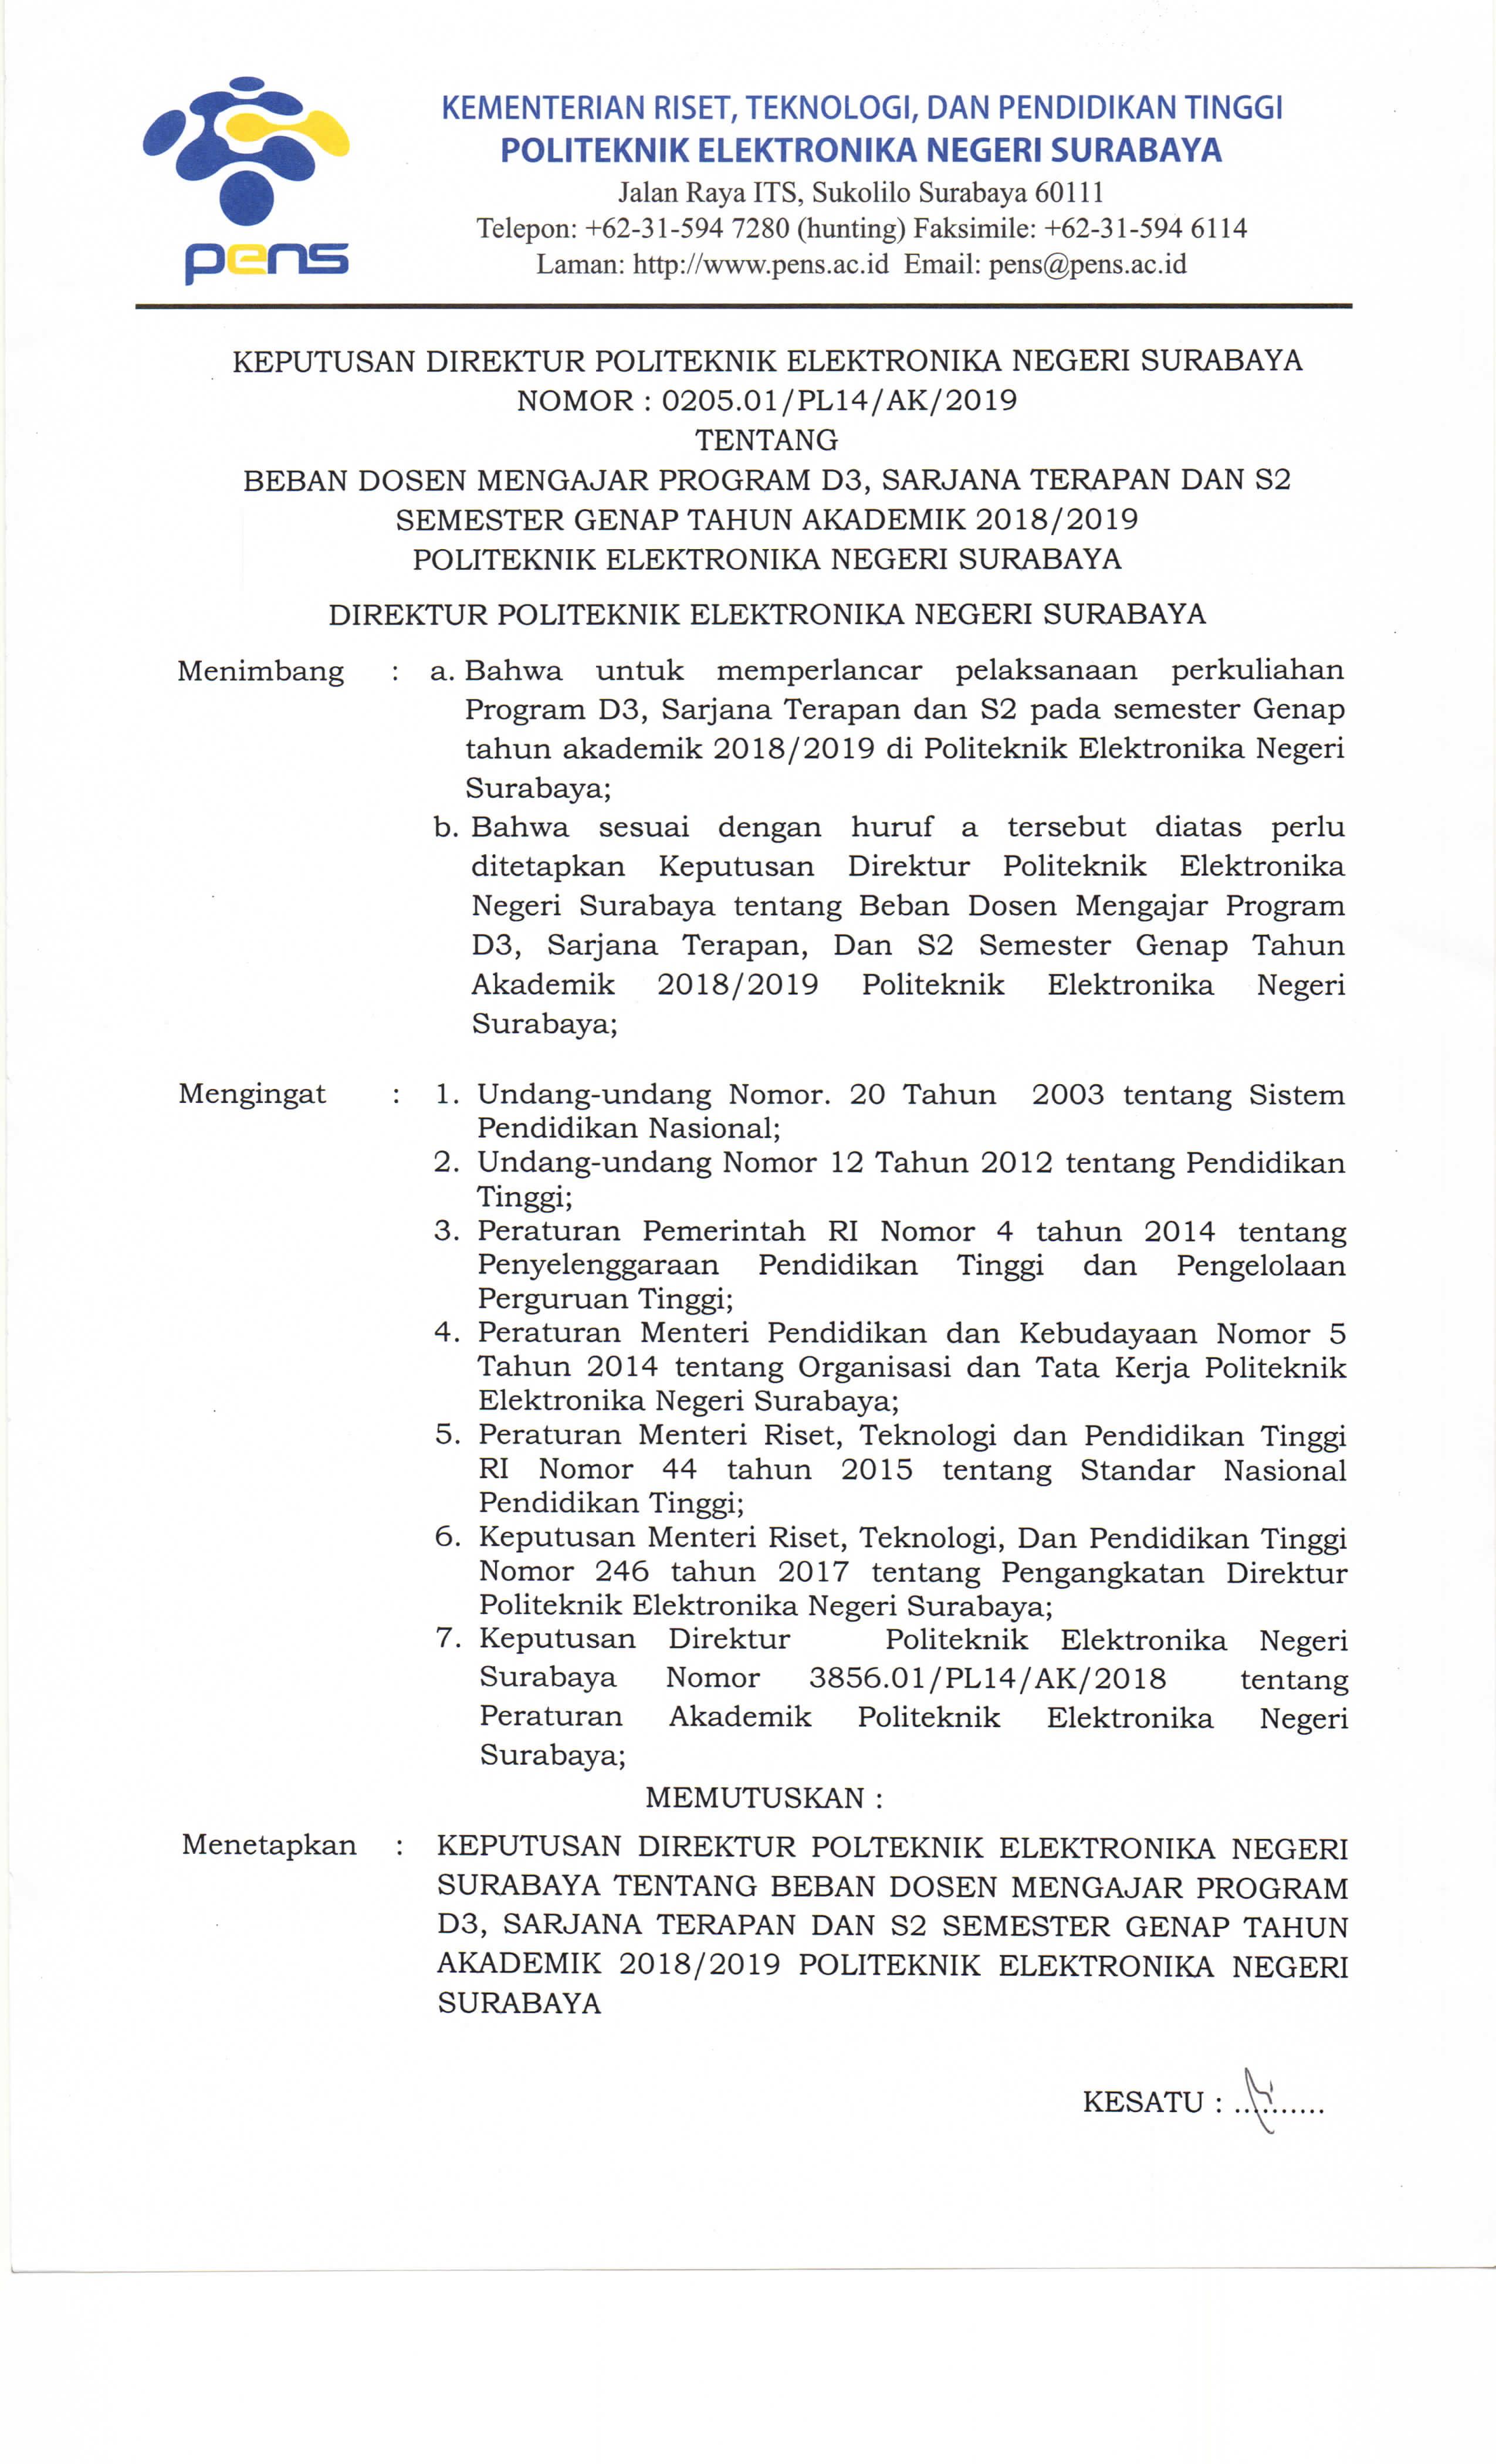 pens
KEMENTERIAN RISET, TEKNOLOGI, DAN PENDIDIKAN TINGGI
POLITEKNIK ELEKTRONIKA NEGERI SURABAYA
Jalan Raya ITS, Sukolilo Surabaya 60111
Telepon: +62-31-594 7280 (hunting) Faksimile: +62-31-594 6114
Laman: http://www.pens.ac.id Email: pens@pens.ac.id
KEPUTUSAN DIREKTUR POLITEKNIK ELEKTRONIKA NEGERI SURABAYA
NOMOR : 0205.01/PL14/AK/2019
TENTANG
BEBAN DOSEN MENGAJAR PROGRAM D3, SARJANA TERAPAN DAN S2
SEMESTER GENAP TAHUN AKADEMIK 2018/2019
POLITEKNIK ELEKTRONIKA NEGERI SURABAYA
DIREKTUR POLITEKNIK ELEKTRONIKA NEGERI SURABAYA
Menimbang : a. Bahwa untuk memperlancar pelaksanaan perkuliahan
Program D3, Sarjana Terapan dan S2 pada semester Genap
tahun akademik 2018/2019 di Politeknik Elektronika Negeri
Surabaya;
b. Bahwa sesuai dengan huruf a tersebut diatas perlu
ditetapkan Keputusan Direktur Politeknik Elektronika
Negeri Surabaya tentang Beban Dosen Mengajar Program
D3, Sarjana Terapan, Dan S2 Semester Genap Tahun
Akademik 2018/2019 Politeknik Elektronika Negeri
Surabaya;
Mengingat : 1. Undang-undang Nomor. 20 Tahun 2003 tentang Sistem
Pendidikan Nasional;
2. Undang-undang Nomor 12 Tahun 2012 tentang Pendidikan
Tinggi;
3. Peraturan Pemerintah RI Nomor 4 tahun 2014 tentang
Penyelenggaraan Pendidikan Tinggi dan Pengelolaan
Perguruan Tinggi;
4. Peraturan Menteri Pendidikan dan Kebudayaan Nomor 5
Tahun 2014 tentang Organisasi dan Tata Kerja Politeknik
Elektronika Negeri Surabaya;
5. Peraturan Menteri Riset, Teknologi dan Pendidikan Tinggi
RI Nomor 44 tahun 2015 tentang Standar Nasional
Pendidikan Tinggi;
6. Keputusan Menteri Riset, Teknologi, Dan Pendidikan Tinggi
Nomor 246 tahun 2017 tentang Pengangkatan Direktur
Politeknik Elektronika Negeri Surabaya;
7. Keputusan Direktur Politeknik Elektronika Negeri
Surabaya Nomor 3856.01/PL14/AK/2018 tentang
Peraturan Akademik Politeknik Elektronika Negeri
Surabaya;
MEMUTUSKAN :
Menetapkan : KEPUTUSAN DIREKTUR POLTEKNIK ELEKTRONIKA NEGERI
SURABAYA TENTANG BEBAN DOSEN MENGAJAR PROGRAM
D3, SARJANA TERAPAN DAN S2 SEMESTER GENAP TAHUN
AKADEMIK 2018/2019 POLITEKNIK ELEKTRONIKA NEGERI
SURABAYA
KESATU : ..........